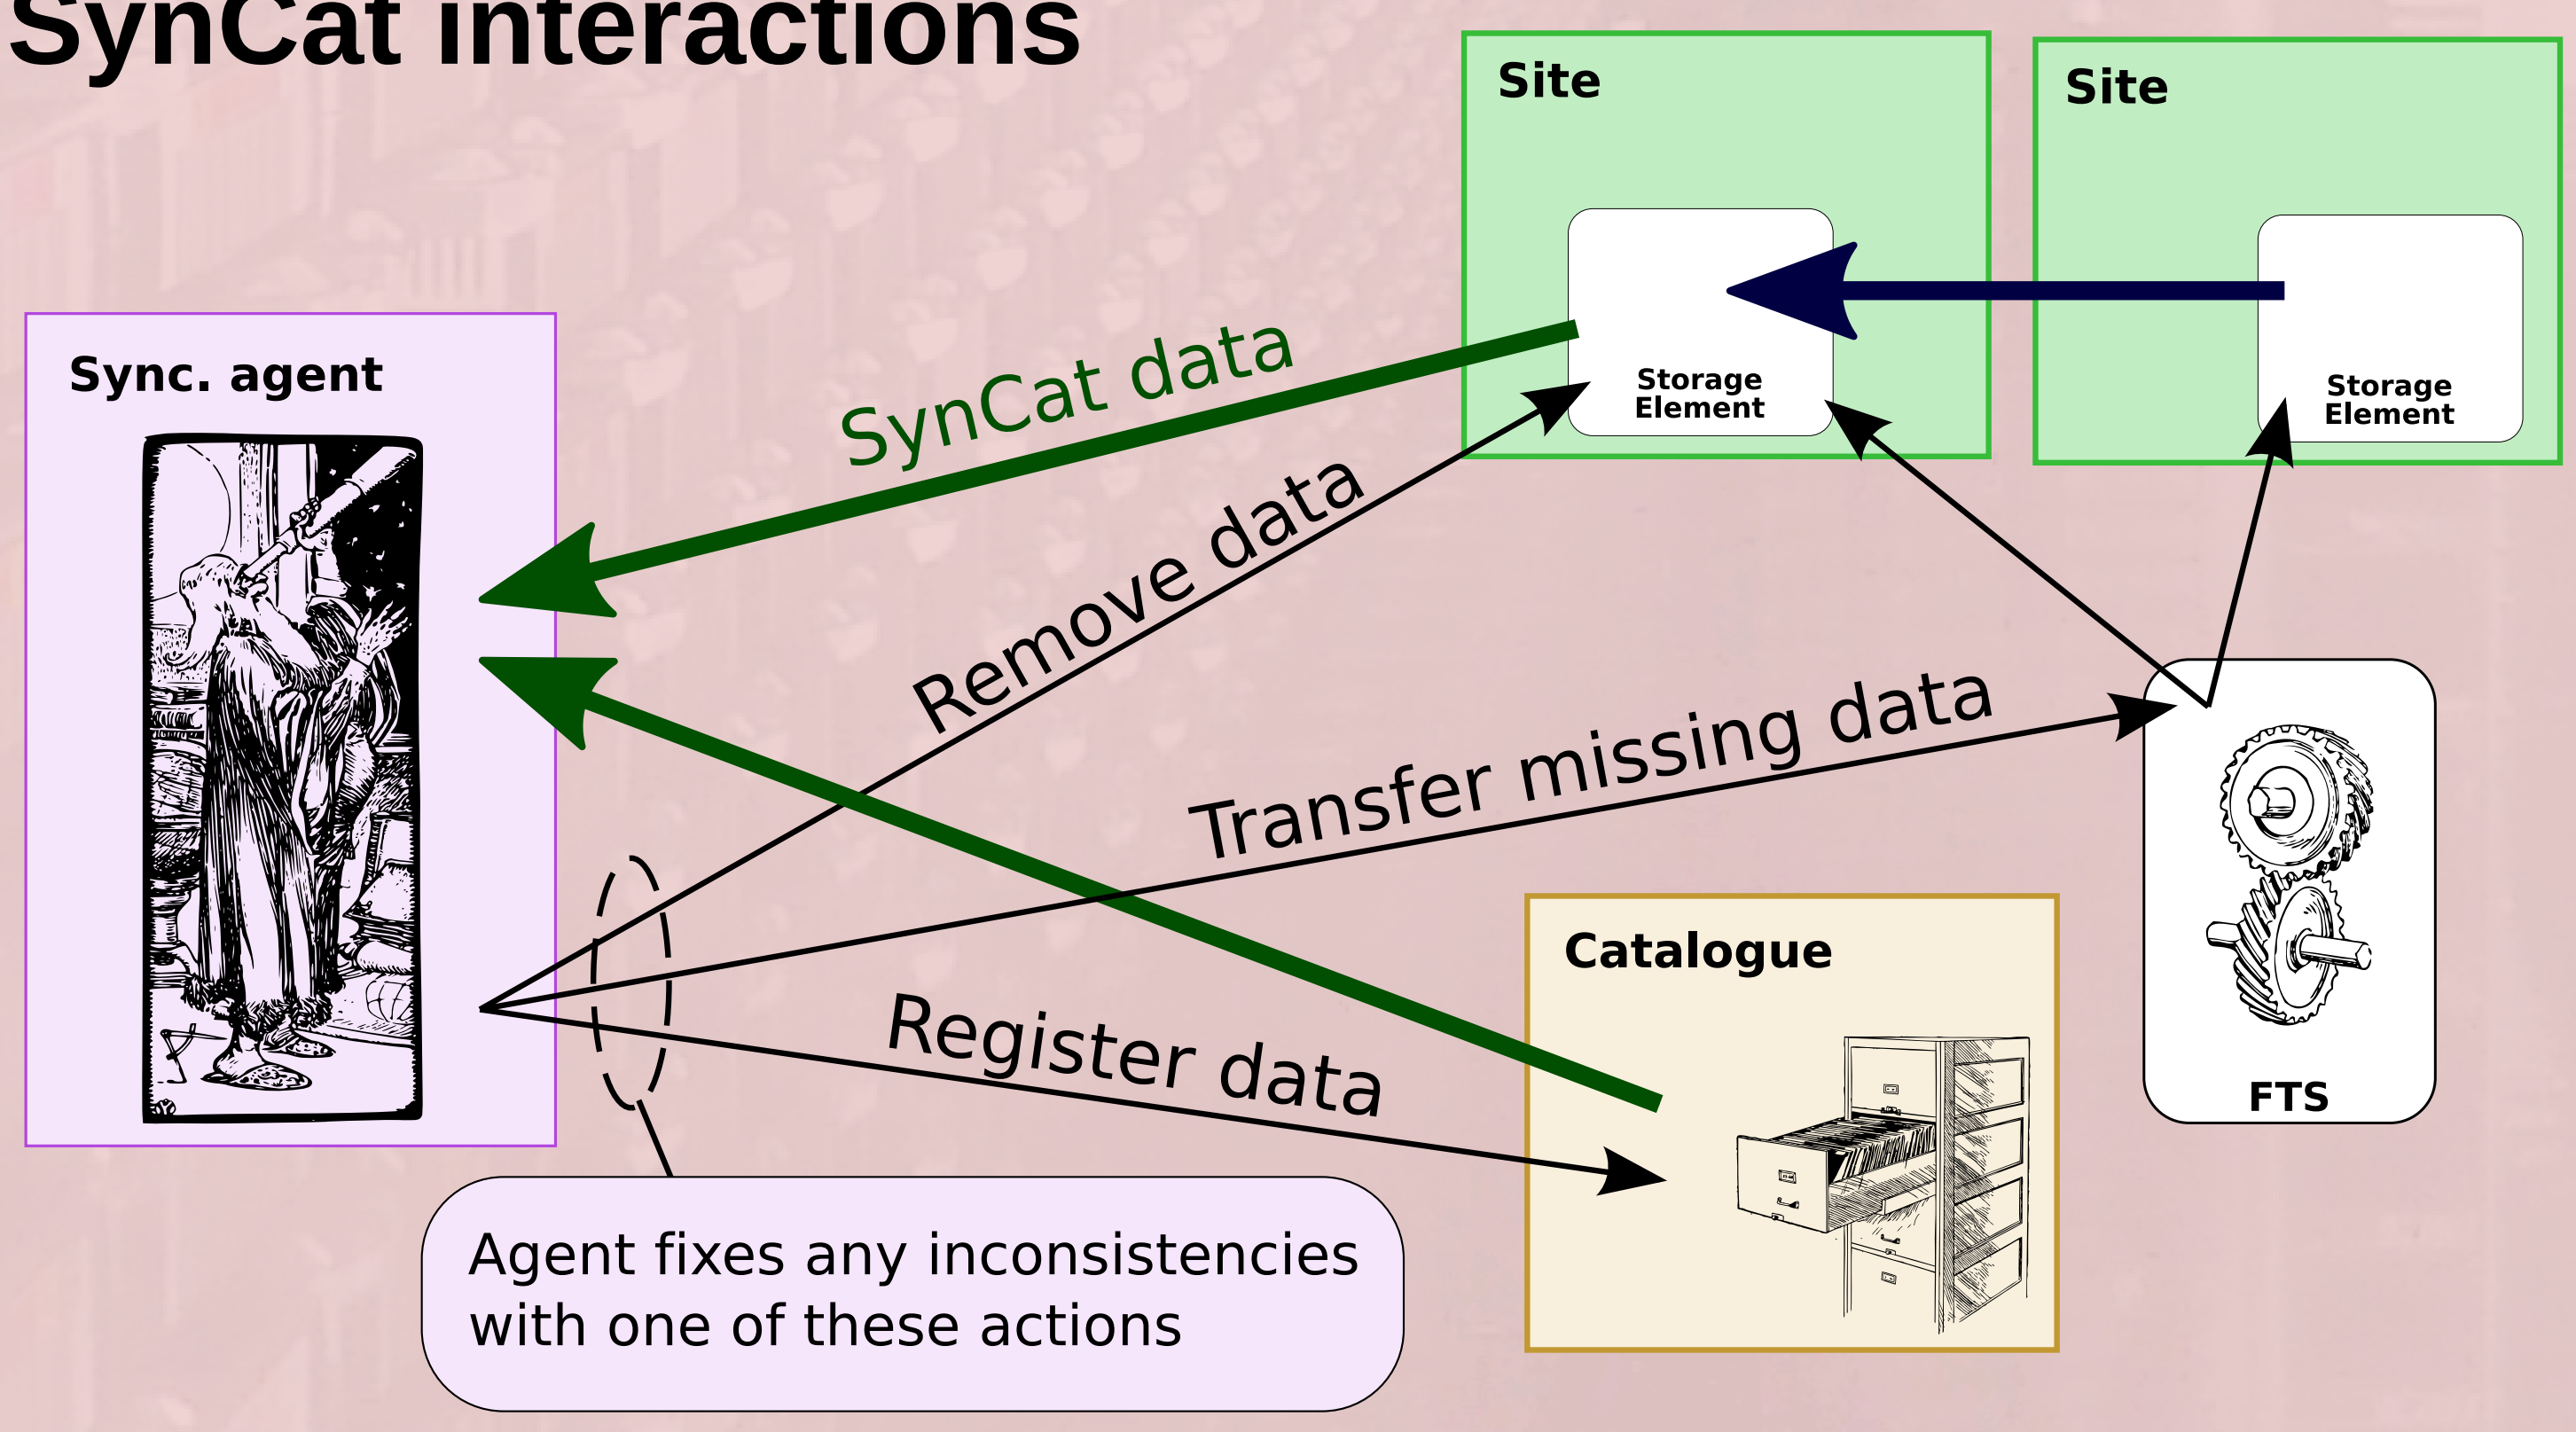 SynCat interactions
Site
Site
Storage
Element
Storage
Element
Sync. agent
SynCat data
Remove data
Transfer missing data
Register data
Catalogue
FTS
Agent fixes any inconsistencies
with one of these actions